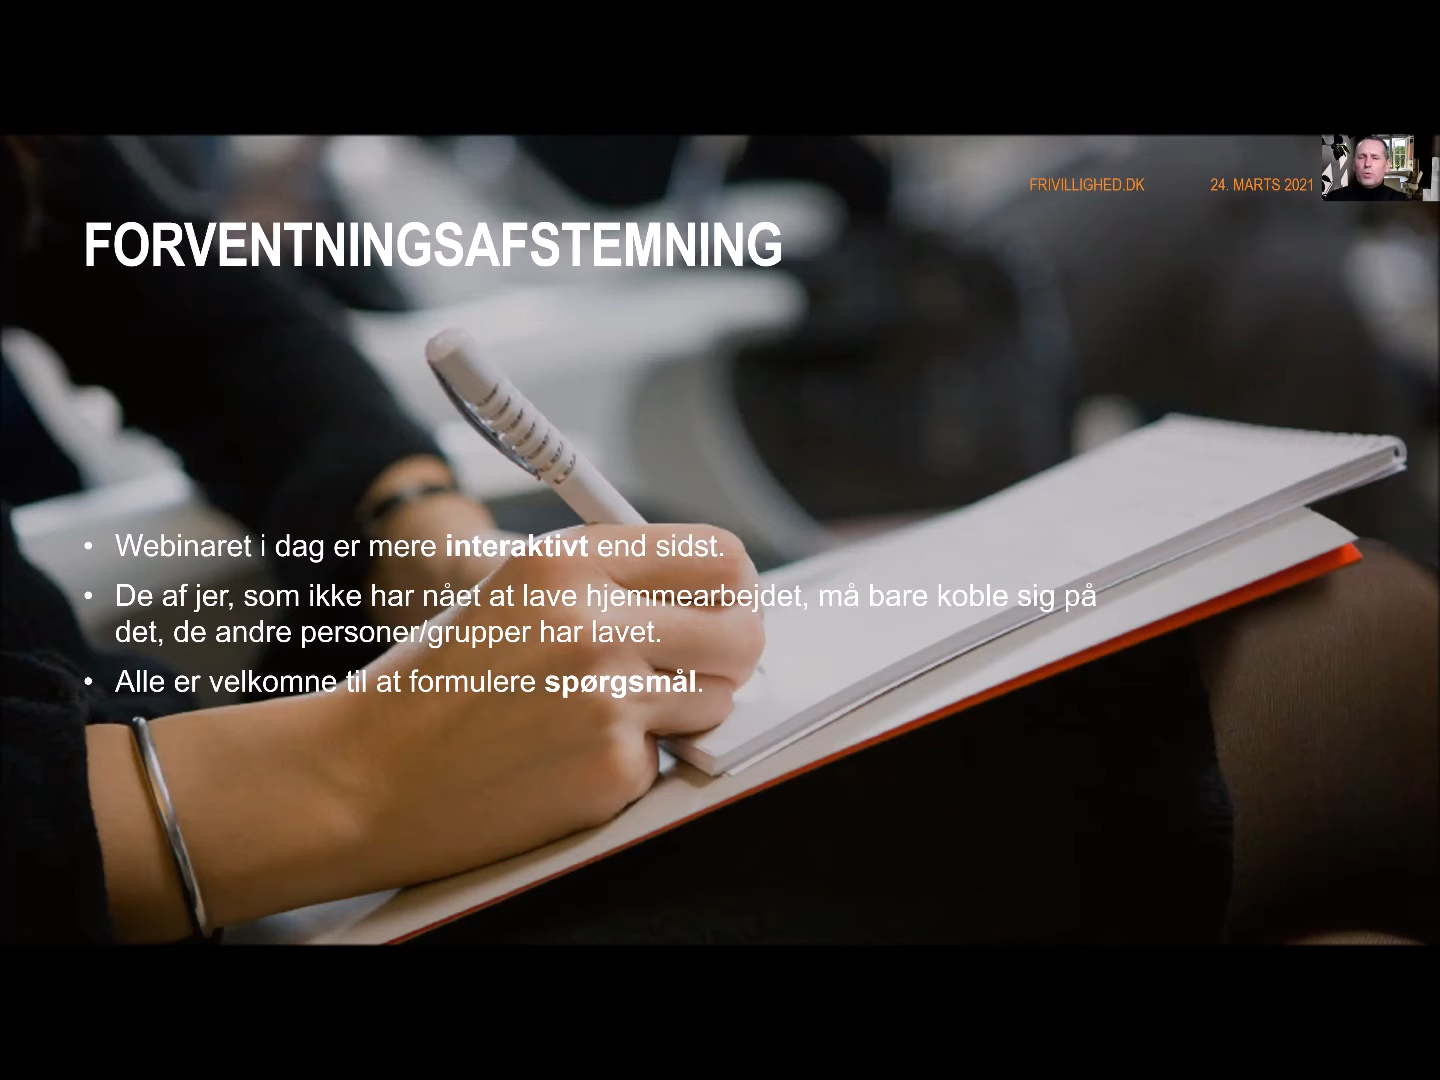 FRIVILLIGHED.DK 24. MARTS 2021
FORVENTNINGSAFSTEMNING
• Webinaret i dag er mere interaktivt end sidst.
• De af jer, som ikke har nået at lave hjemmearbejdet, må bare koble sig på
det, de andre personer/grupper har lavet.
• Alle er velkomne til at formulere spørgsmål.